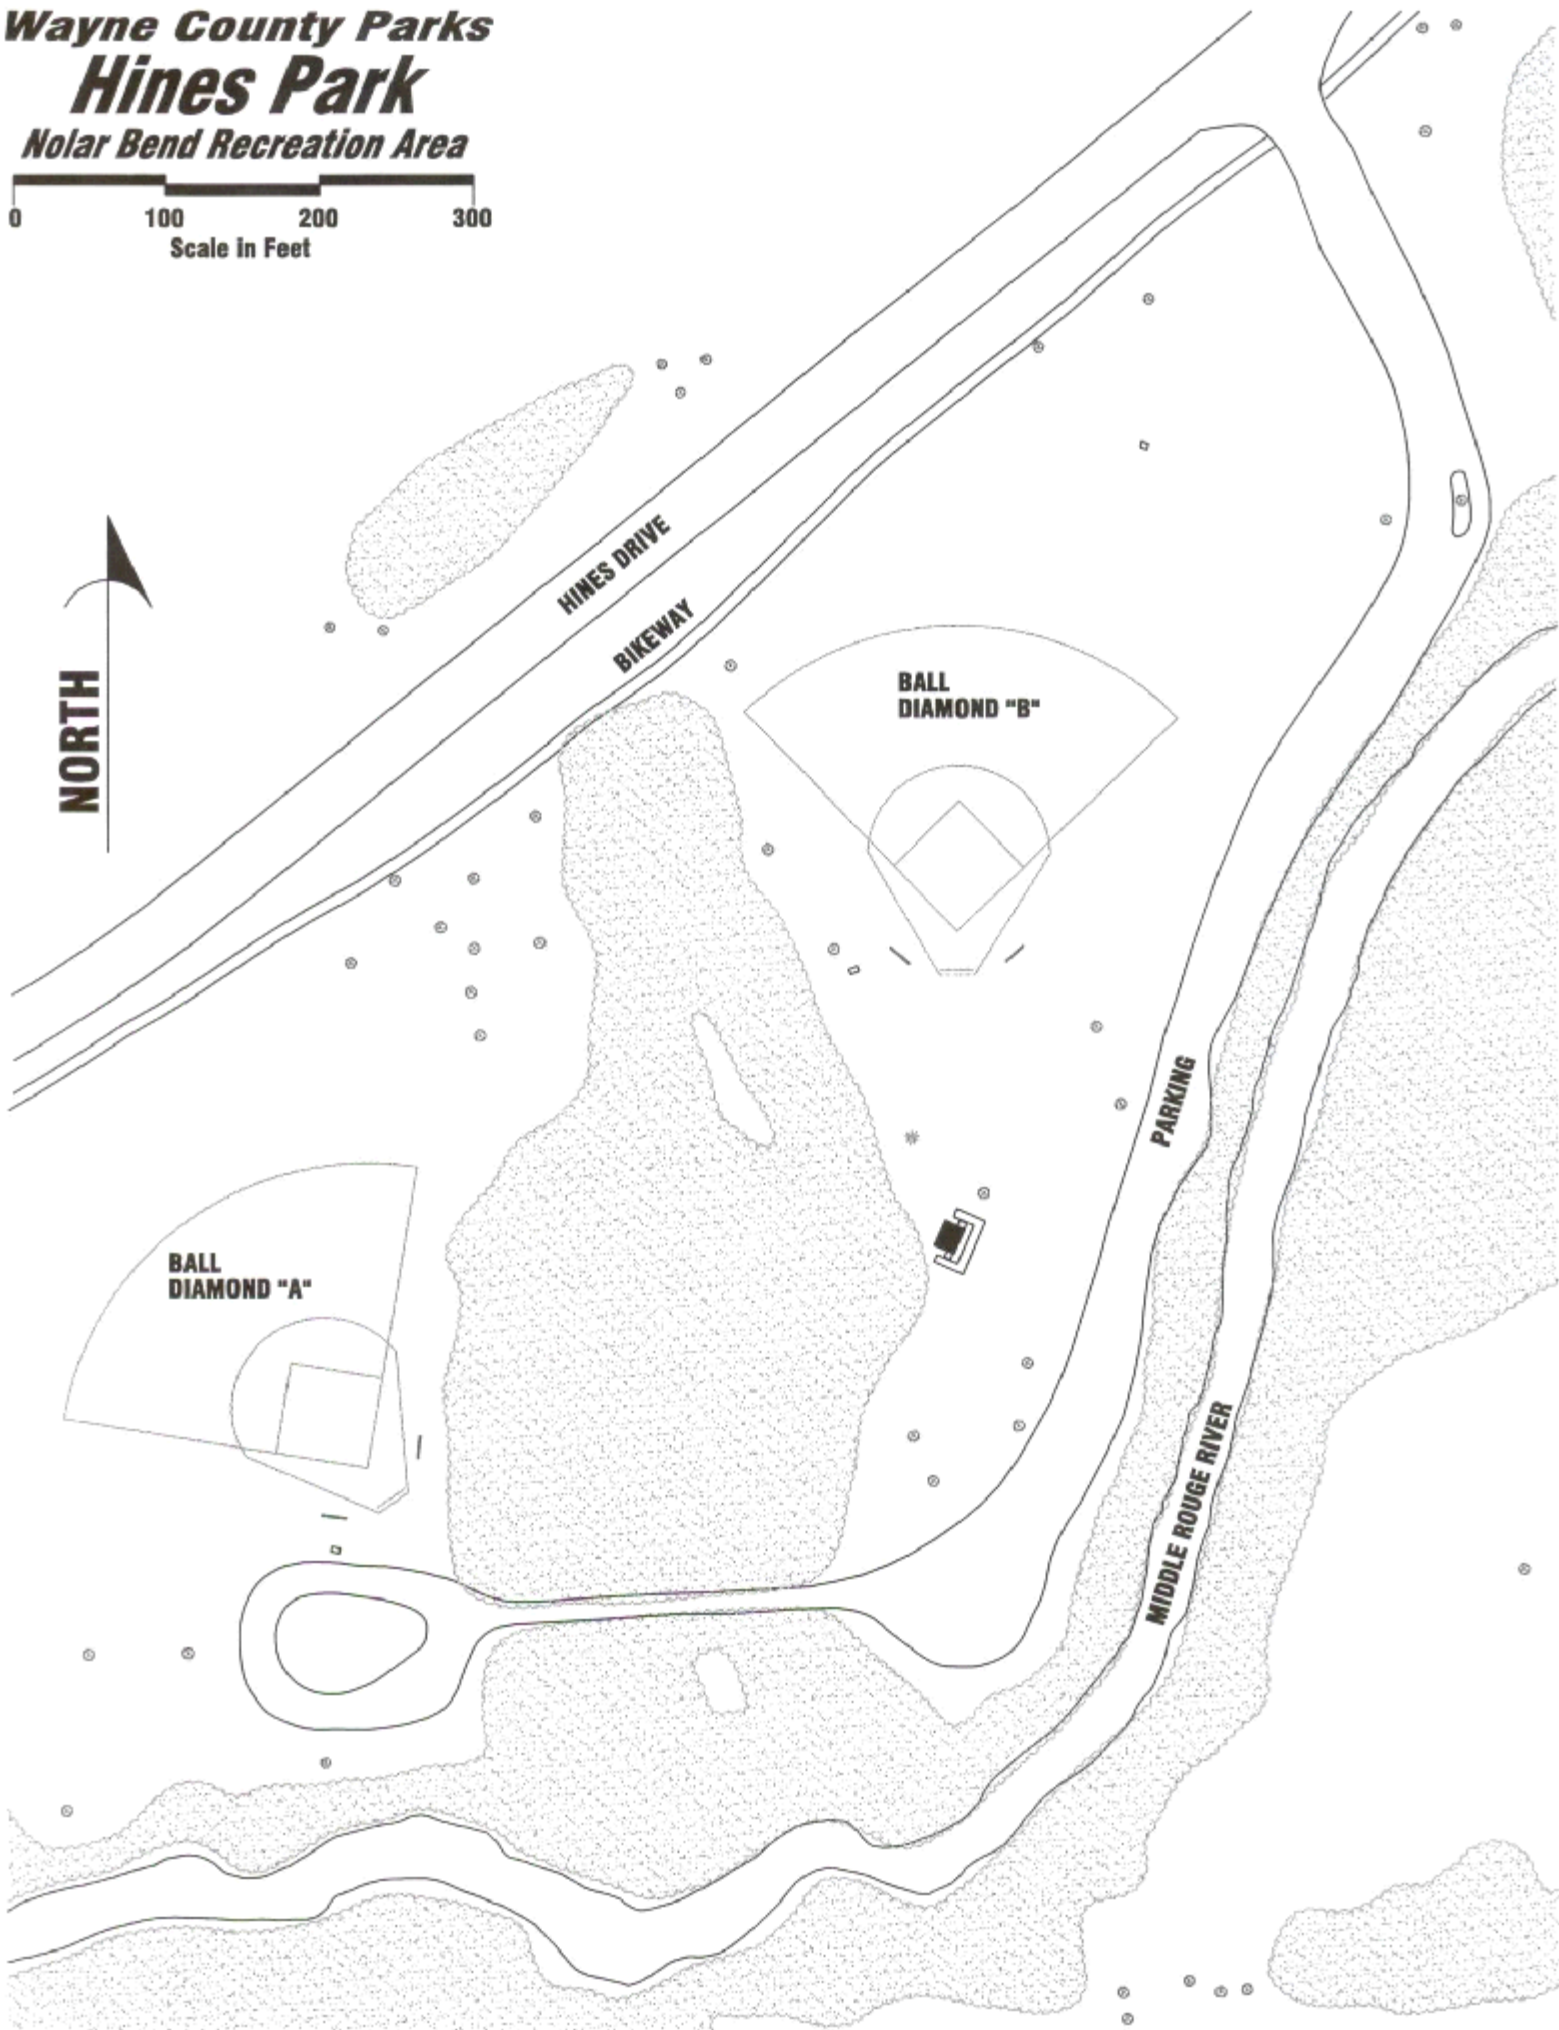 Wayne County Parks
Hines Park
Nolar Bend Recreation Area
0 100 200 300
Scale in Feet
HINES DRIVE
BIKEWAY
NORTH
BALL
DIAMOND "B"
PARKING
BALL
DIAMOND "A"
MIDDLE ROUGE RIVER